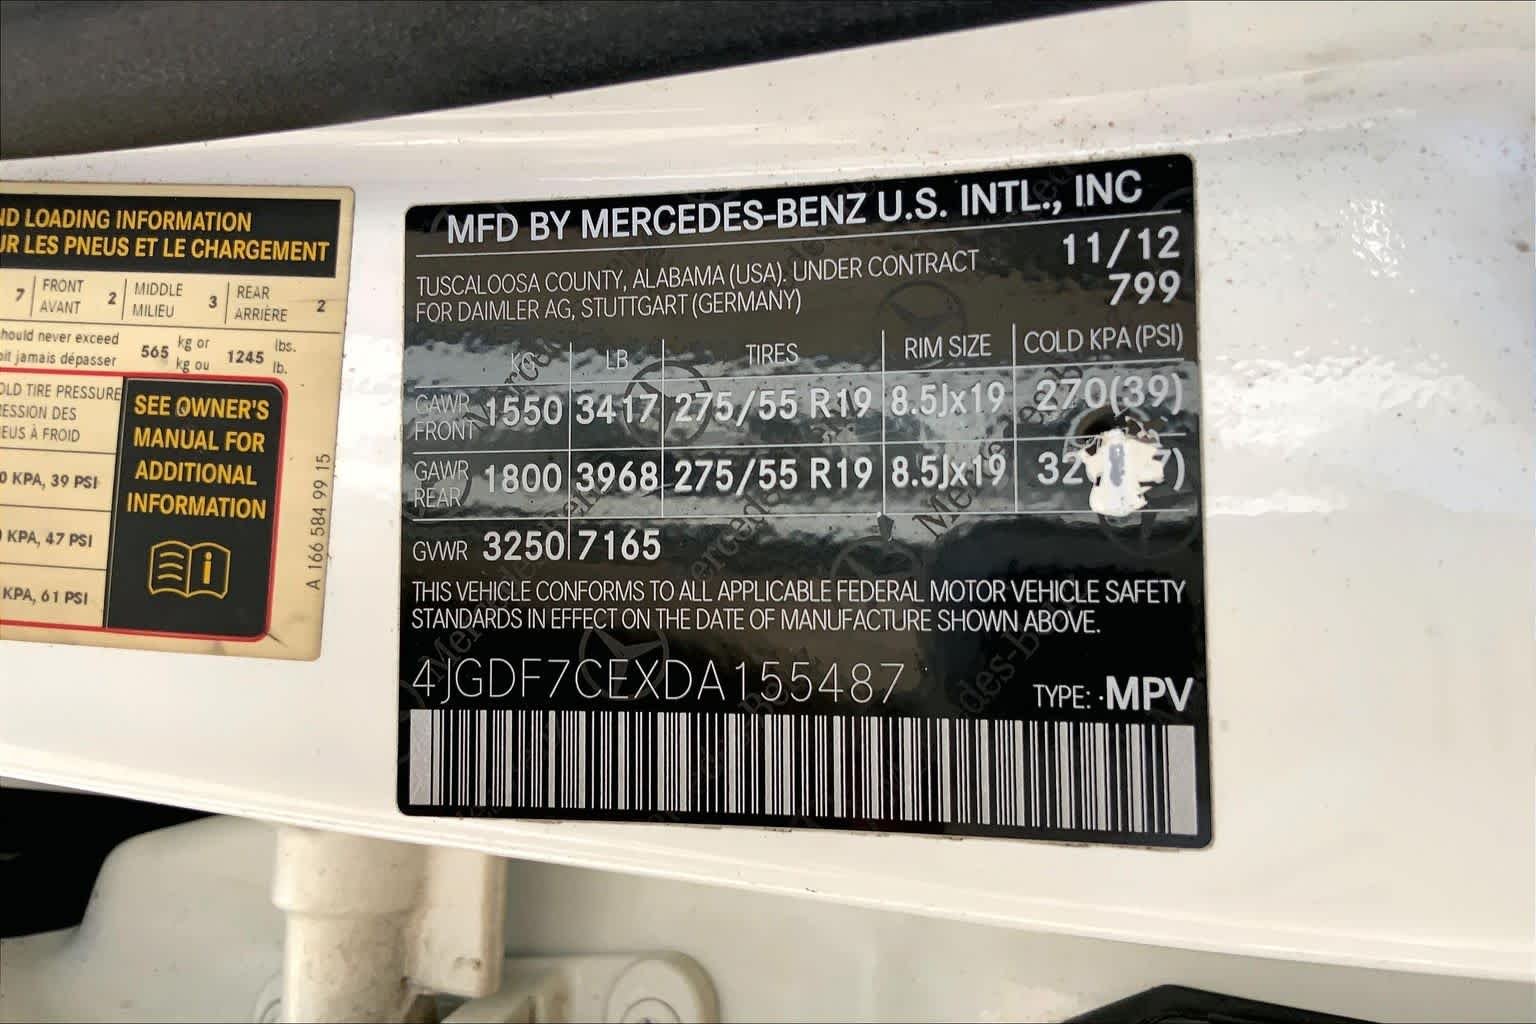 ND LOADING INFORMATION
UR LES PNEUS ET LE CHARGEMENT
7 FRONT AVANT 2 MIDDLE MILIEU 3 REAR ARRIÈRE 2
hould never exceed
oit jamais dépasser
565 kg or kg ou 1245 lbs. lb.
OLD TIRE PRESSURE
ESSION DES
EUS À FROID
0 KPA, 39 PSI
KPA, 47 PSI
KPA, 61 PSI
SEE OWNER'S
MANUAL FOR
ADDITIONAL
INFORMATION
A 166 584 99 15
MFD BY MERCEDES-BENZ U.S. INTL., INC
TUSCALOOSA COUNTY, ALABAMA (USA). UNDER CONTRACT
FOR DAIMLER AG, STUTTGART (GERMANY)
11/12
799
KG LB TIRES RIM SIZE COLD KPA (PSI)
GAWR FRONT 1550 3417 275/55 R19 8.5Jx19 270(39)
GAWR REAR 1800 3968 275/55 R19 8.5Jx19
GVWR 3250 7165
THIS VEHICLE CONFORMS TO ALL APPLICABLE FEDERAL MOTOR VEHICLE SAFETY
STANDARDS IN EFFECT ON THE DATE OF MANUFACTURE SHOWN ABOVE.
4JGDF7CEXDA155487
TYPE: MPV